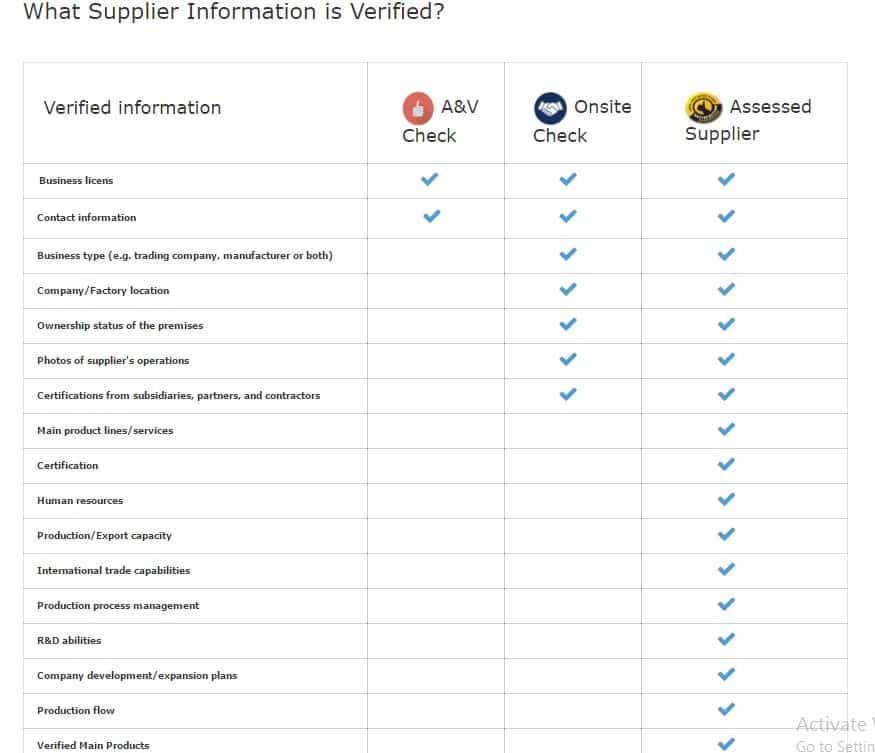 What Supplier Information is Verified?
Verified information
A&V
Check
Onsite
Check
Assessed
Supplier
Business licens
Contact information
Business type (e.g. trading company, manufacturer or both)
Company/Factory location
Ownership status of the premises
Photos of supplier's operations
Certifications from subsidiaries, partners, and contractors
Main product lines/services
Certification
Human resources
Production/Export capacity
International trade capabilities
Production process management
R&D abilities
Company development/expansion plans
Production flow
Verified Main Products
Activate
Go to Settin